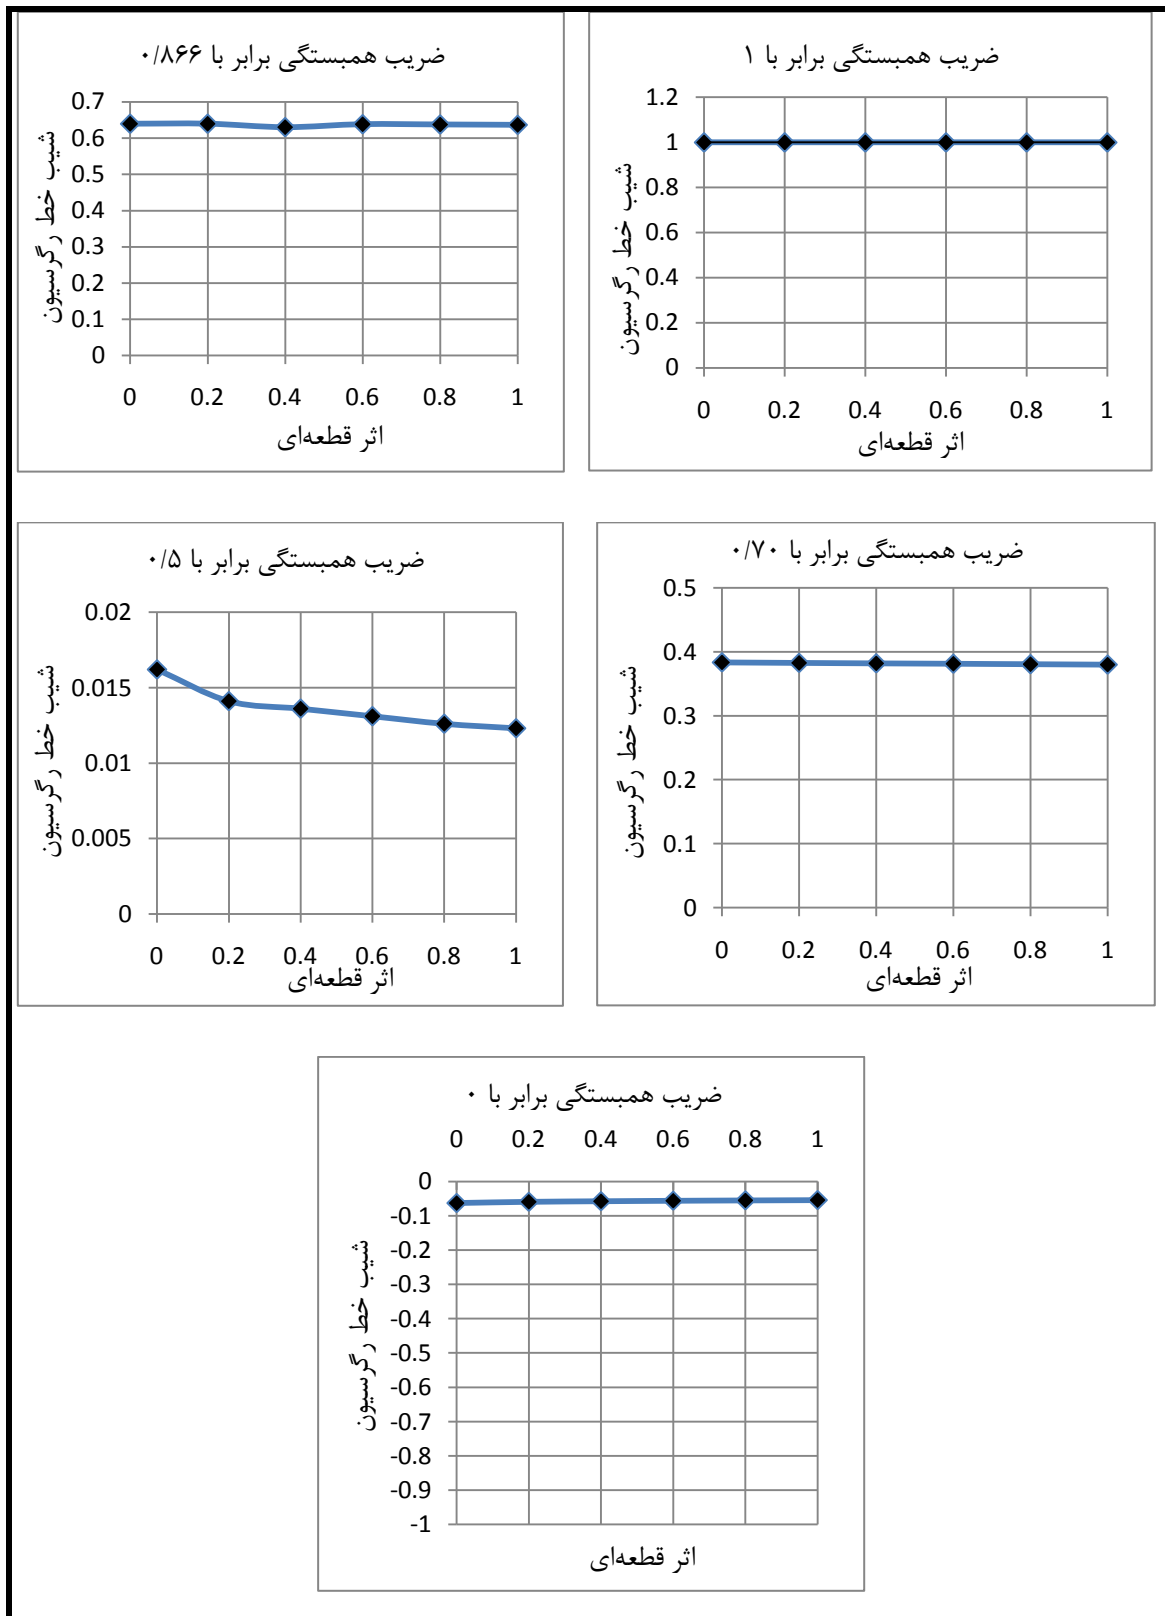 ضریب همبستگی برابر با ۱
1.2
1
0.8
0.6
0.4
0.2
0
0 0.2 0.4 0.6 0.8 1
شیب خط رگرسیون
اثر قطعه‌ای
ضریب همبستگی برابر با ۰/۸۶۶
0.7
0.6
0.5
0.4
0.3
0.2
0.1
0
0 0.2 0.4 0.6 0.8 1
شیب خط رگرسیون
اثر قطعه‌ای
ضریب همبستگی برابر با ۰/۷۰
0.5
0.4
0.3
0.2
0.1
0
0 0.2 0.4 0.6 0.8 1
شیب خط رگرسیون
اثر قطعه‌ای
ضریب همبستگی برابر با ۰/۵
0.02
0.015
0.01
0.005
0
0 0.2 0.4 0.6 0.8 1
شیب خط رگرسیون
اثر قطعه‌ای
ضریب همبستگی برابر با ۰
0 0.2 0.4 0.6 0.8 1
0
-0.1
-0.2
-0.3
-0.4
-0.5
-0.6
-0.7
-0.8
-0.9
-1
شیب خط رگرسیون
اثر قطعه‌ای